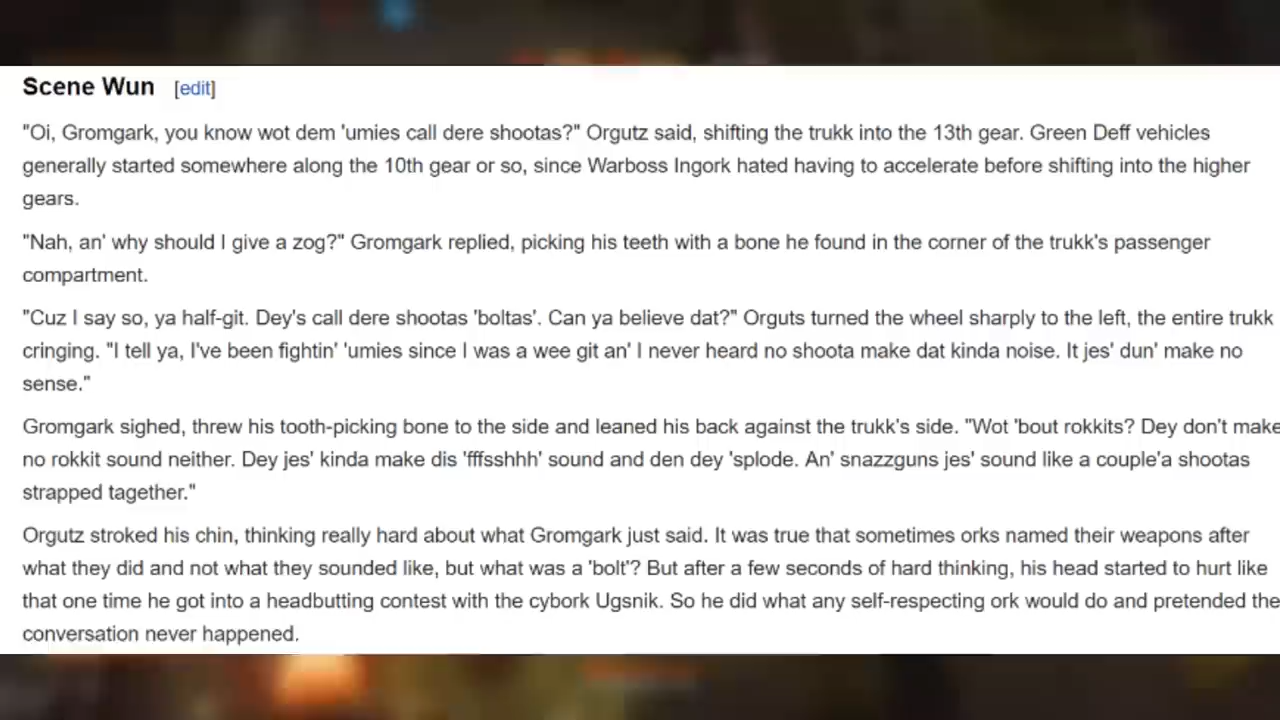 Scene Wun [edit]
"Oi, Gromgark, you know wot dem 'umies call dere shootas?" Orgutz said, shifting the trukk into the 13th gear. Green Deff vehicles
generally started somewhere along the 10th gear or so, since Warboss Ingork hated having to accelerate before shifting into the higher
gears.
"Nah, an' why should I give a zog?" Gromgark replied, picking his teeth with a bone he found in the corner of the trukk's passenger
compartment.
"Cuz I say so, ya half-git. Dey's call dere shootas 'boltas'. Can ya believe dat?" Orguts turned the wheel sharply to the left, the entire trukk
cringing. "I tell ya, I've been fightin' 'umies since I was a wee git an' I never heard no shoota make dat kinda noise. It jes' dun' make no
sense."
Gromgark sighed, threw his tooth-picking bone to the side and leaned his back against the trukk's side. "Wot 'bout rokkits? Dey don't make
no rokkit sound neither. Dey jes' kinda make dis 'fffsshhh' sound and den dey 'splode. An' snazzguns jes' sound like a couple'a shootas
strapped tagether."
Orgutz stroked his chin, thinking really hard about what Gromgark just said. It was true that sometimes orks named their weapons after
what they did and not what they sounded like, but what was a 'bolt'? But after a few seconds of hard thinking, his head started to hurt like
that one time he got into a headbutting contest with the cybork Ugsnik. So he did what any self-respecting ork would do and pretended the
conversation never happened.